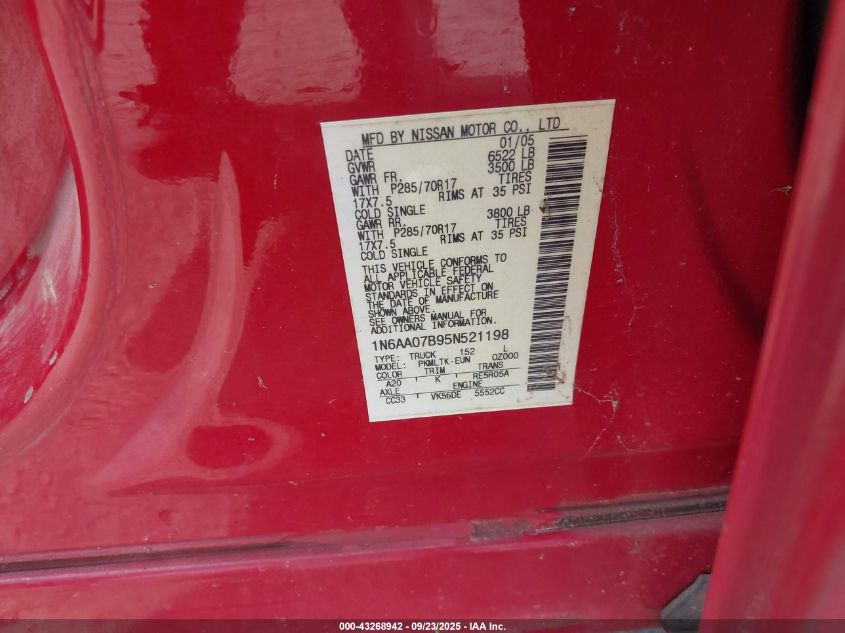 MFD BY NISSAN MOTOR CO., LTD
DATE 01/05
GVWR 6522 LB
GAWR FR. 3500 LB
WITH P285/70R17 TIRES
17X7.5 RIMS AT 35 PSI
COLD SINGLE
GAWR RR. 3800 LB
WITH P285/70R17 TIRES
17X7.5 RIMS AT 35 PSI
COLD SINGLE
THIS VEHICLE CONFORMS TO
ALL APPLICABLE FEDERAL
MOTOR VEHICLE SAFETY
STANDARDS IN EFFECT ON
THE DATE OF MANUFACTURE
SHOWN ABOVE.
SEE OWNERS MANUAL FOR
ADDITIONAL INFORMATION.
1N6AA07B95N521198
TYPE: TRUCK 152 L
MODEL: PKMLTK-EUN 0Z000
COLOR TRIM TRANS
A20 K RE5R05A
AXLE ENGINE
CC33 VK56DE 5552CC
000-43268942 - 09/23/2025 - IAA Inc.